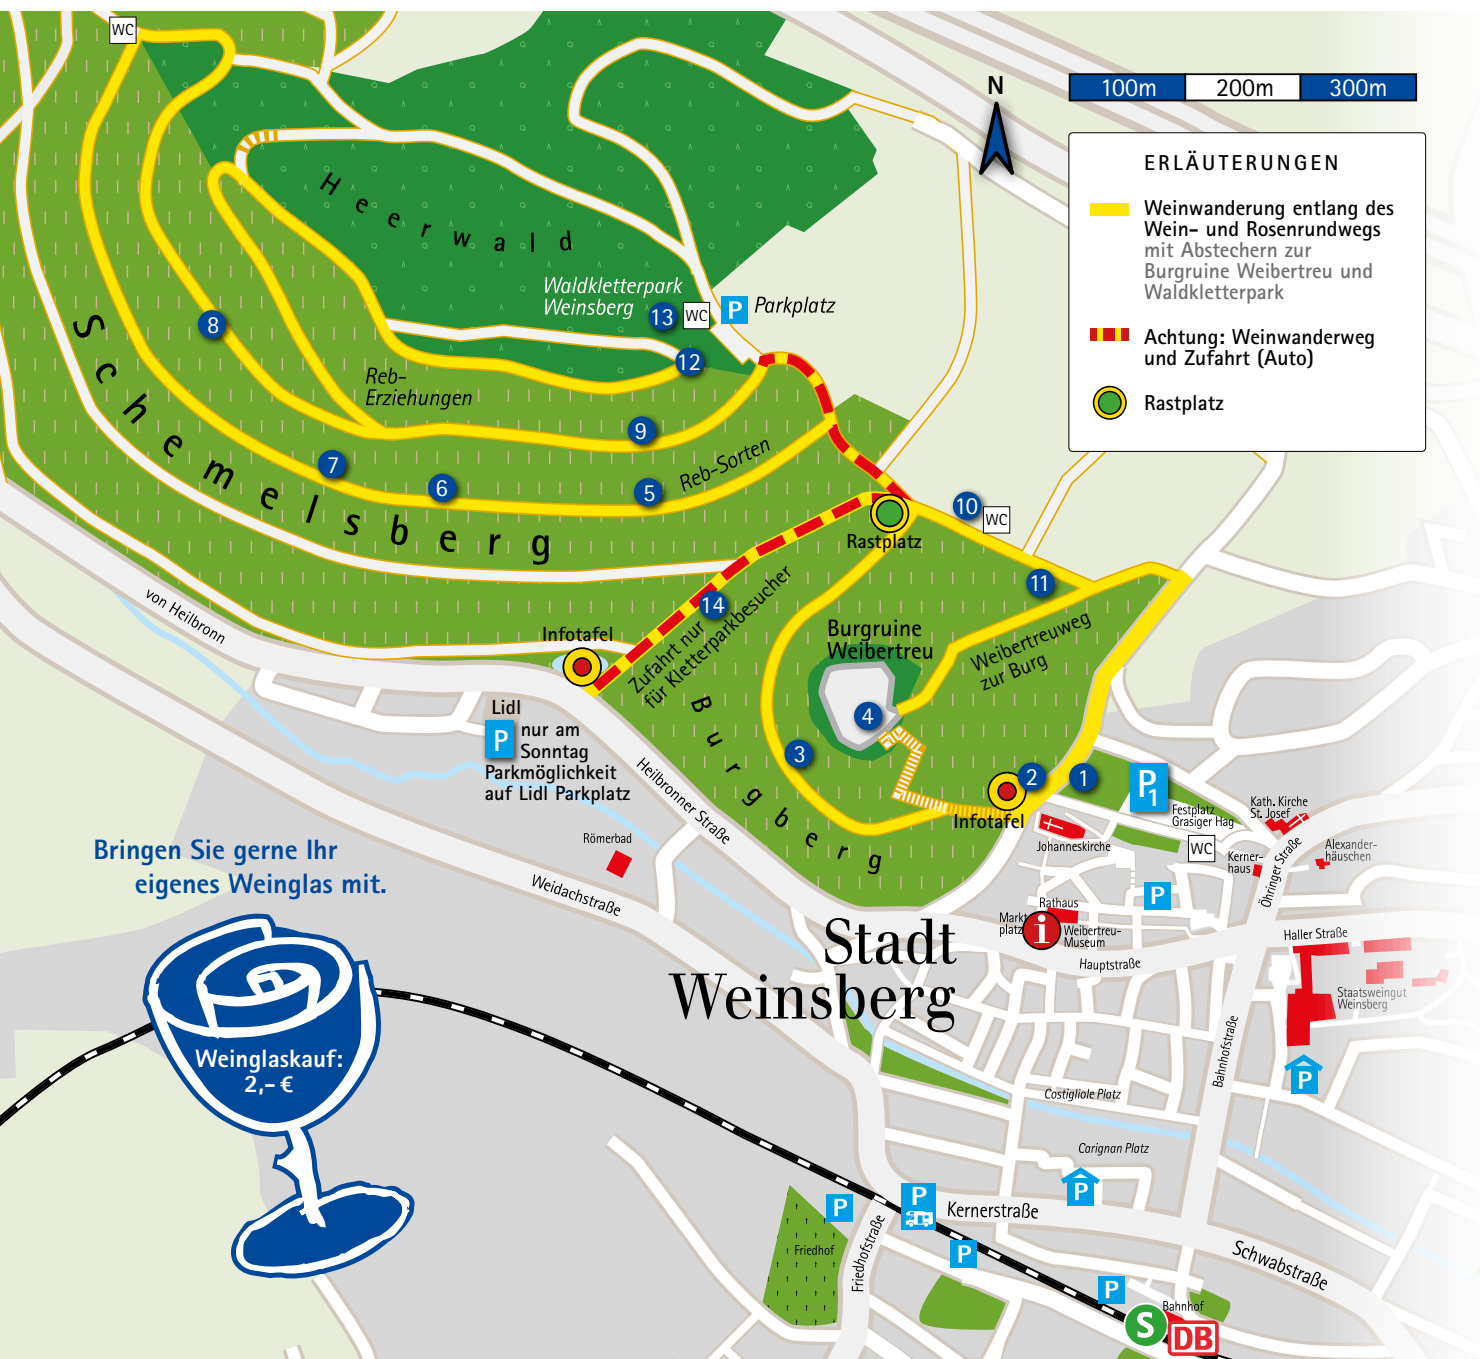 WC
N
100m 200m 300m
ERLÄUTERUNGEN
Weinwanderung entlang des
Wein- und Rosenrundwegs
mit Abstechern zur
Burgruine Weibertreu und
Waldkletterpark
Achtung: Weinwanderweg
und Zufahrt (Auto)
Rastplatz
Heerwald
Waldkletterpark
Weinsberg
13
WC
P
Parkplatz
12
8
Reb-
Erziehungen
9
Schemelsberg
7
6
5
Reb-Sorten
10
WC
Rastplatz
11
14
Zufahrt nur
für Kletterparkbesucher
von Heilbronn
Infotafel
Burgruine
Weibertreu
Weibertreuweg
zur Burg
4
3
Burgberg
2
1
Infotafel
Lidl
P
nur am
Sonntag
Parkmöglichkeit
auf Lidl Parkplatz
Heilbronner Straße
P1
Festplatz
Grasiger Hag
Kath. Kirche
St. Josef
Johanneskirche
WC
Kerner-
haus
Alexander-
häuschen
Öhringer Straße
Römerbad
Weidachstraße
Bringen Sie gerne Ihr
eigenes Weinglas mit.
P
Rathaus
Markt
platz
i
Weibertreu-
Museum
Hauptstraße
Haller Straße
Stadt
Weinsberg
Staatsweingut
Weinsberg
Weinglaskauf:
2,- €
Bahnhofstraße
P
Costigliole Platz
Carignan Platz
P
P
P
Kernerstraße
Friedhof
Friedhofstraße
P
Schwabstraße
P
Bahnhof
S
DB